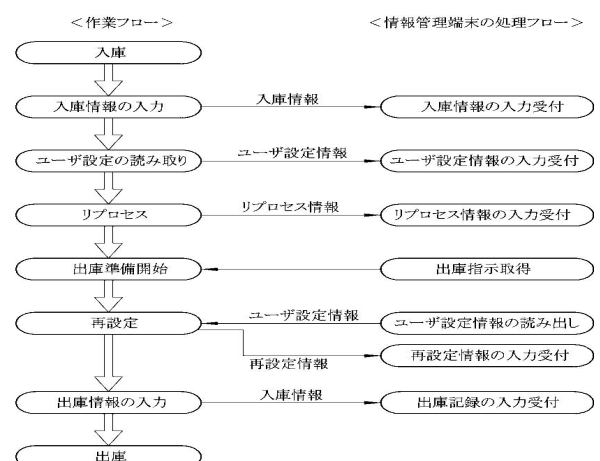 ＜作業フロー＞
＜情報管理端末の処理フロー＞
入庫
入庫情報の入力
入庫情報
入庫情報の入力受付
ユーザ設定の読み取り
ユーザ設定情報
ユーザ設定情報の入力受付
リプロセス
リプロセス情報
リプロセス情報の入力受付
出庫準備開始
出庫指示取得
再設定
ユーザ設定情報
ユーザ設定情報の読み出し
再設定情報
再設定情報の入力受付
出庫情報の入力
入庫情報
出庫記録の入力受付
出庫